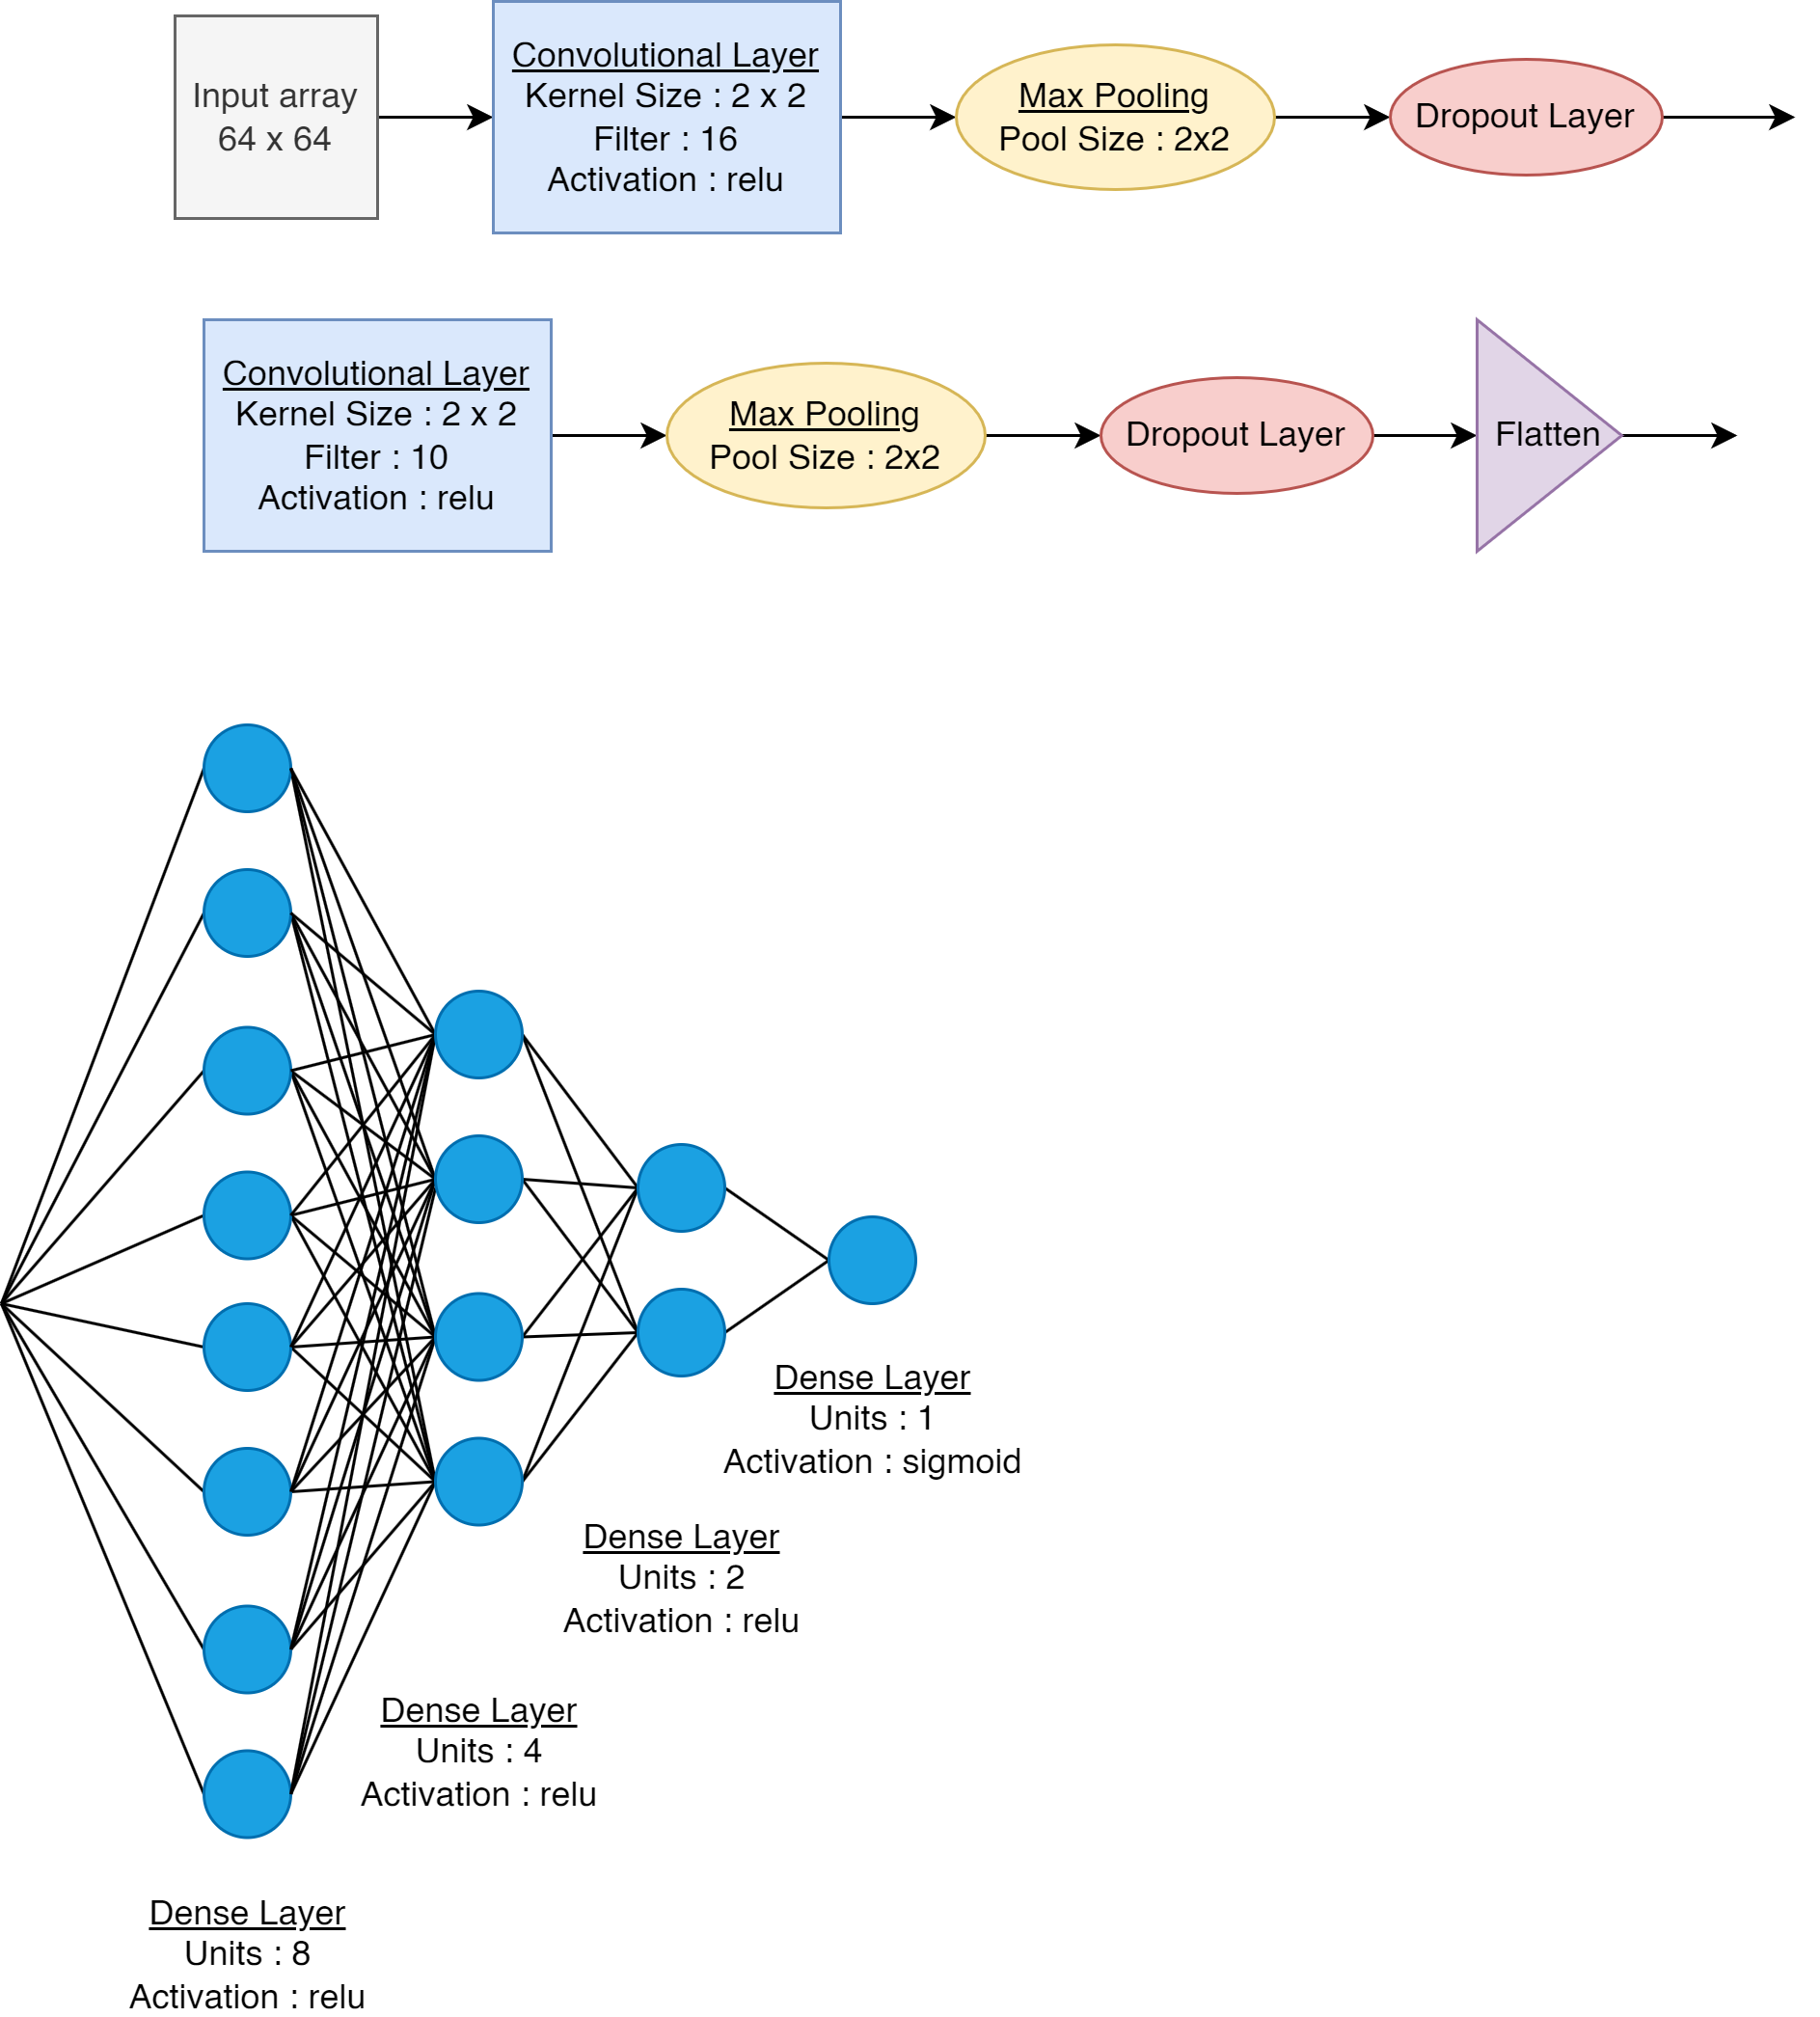 Input array
64 x 64
Convolutional Layer
Kernel Size : 2 x 2
Filter : 16
Activation : relu
Max Pooling
Pool Size : 2x2
Dropout Layer
Convolutional Layer
Kernel Size : 2 x 2
Filter : 10
Activation : relu
Max Pooling
Pool Size : 2x2
Dropout Layer
Flatten
Dense Layer
Units : 1
Activation : sigmoid
Dense Layer
Units : 2
Activation : relu
Dense Layer
Units : 4
Activation : relu
Dense Layer
Units : 8
Activation : relu